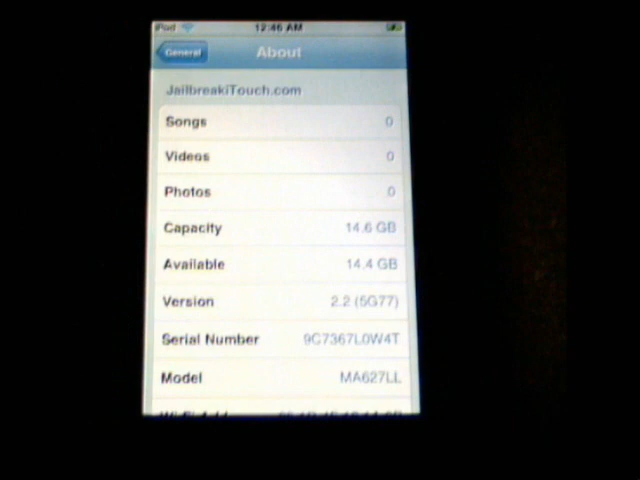 iPod 12:46 AM
General About
JailbreakiTouch.com
Songs 0
Videos 0
Photos 0
Capacity 14.6 GB
Available 14.4 GB
Version 2.2 (5G77)
Serial Number 9C7367L0W4T
Model MA627LL